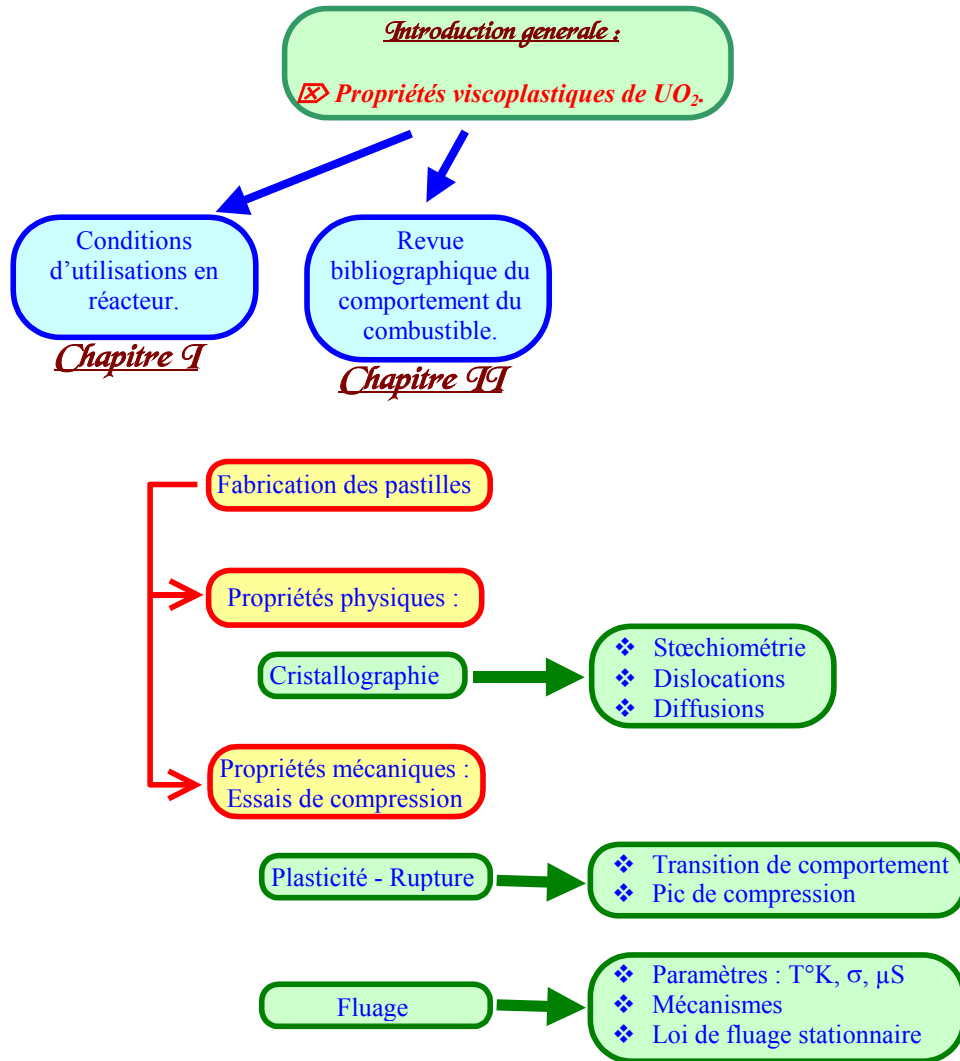 Introduction generale :
Propriétés viscoplastiques de UO₂.
Conditions
d'utilisations en
réacteur.
Chapitre I
Revue
bibliographique du
comportement du
combustible.
Chapitre II
Fabrication des pastilles
Propriétés physiques :
Cristallographie
❖ Stœchiométrie
❖ Dislocations
❖ Diffusions
Propriétés mécaniques :
Essais de compression
Plasticité - Rupture
❖ Transition de comportement
❖ Pic de compression
Fluage
❖ Paramètres : T°K, σ, µS
❖ Mécanismes
❖ Loi de fluage stationnaire